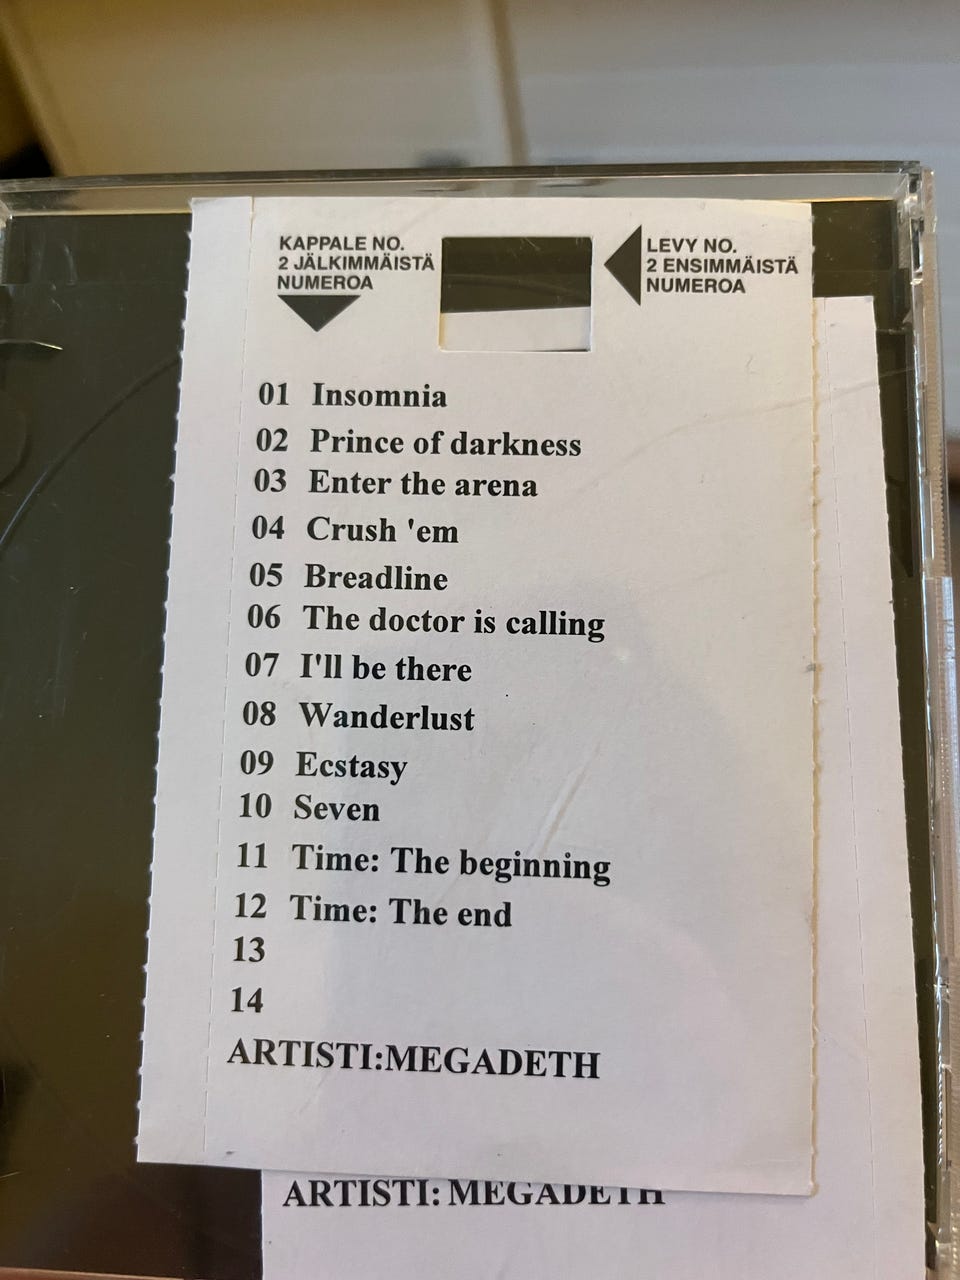 KAPPALE NO.
2 JÄLKIMMÄISTÄ
NUMEROA
LEVY NO.
2 ENSIMMÄISTÄ
NUMEROA
01 Insomnia
02 Prince of darkness
03 Enter the arena
04 Crush 'em
05 Breadline
06 The doctor is calling
07 I'll be there
08 Wanderlust
09 Ecstasy
10 Seven
11 Time: The beginning
12 Time: The end
13
14
ARTISTI:MEGADETH
ARTISTI: MEGADETH